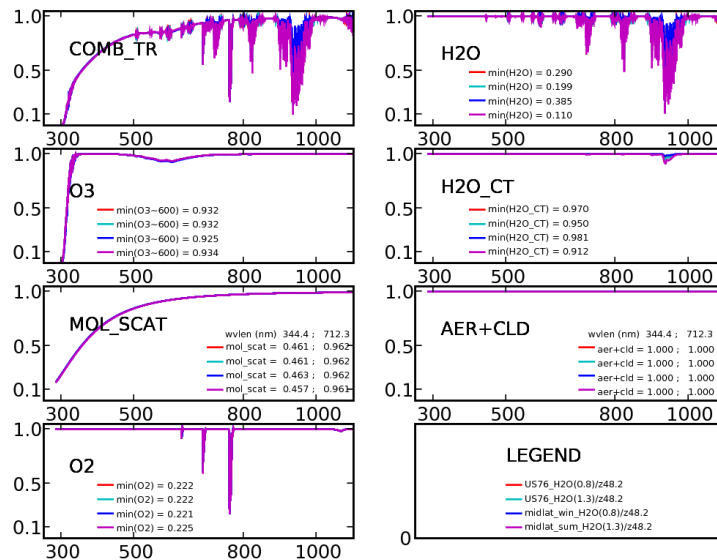 1.0
COMB_TR
0.5
0.1
300 500 800 1000
1.0
H2O
0.5
min(H2O) = 0.290
min(H2O) = 0.199
min(H2O) = 0.385
min(H2O) = 0.110
0.1
300 500 800 1000
1.0
O3
0.5
min(O3~600) = 0.932
min(O3~600) = 0.932
min(O3~600) = 0.925
min(O3~600) = 0.934
0.1
300 500 800 1000
1.0
H2O_CT
0.5
min(H2O_CT) = 0.970
min(H2O_CT) = 0.950
min(H2O_CT) = 0.981
min(H2O_CT) = 0.912
0.1
300 500 800 1000
1.0
MOL_SCAT
0.5
wvlen (nm) 344.4 ; 712.3
mol_scat = 0.461 ; 0.962
mol_scat = 0.461 ; 0.962
mol_scat = 0.463 ; 0.962
mol_scat = 0.457 ; 0.961
0.1
300 500 800 1000
1.0
AER+CLD
0.5
wvlen (nm) 344.4 ; 712.3
aer+cld = 1.000 ; 1.000
aer+cld = 1.000 ; 1.000
aer+cld = 1.000 ; 1.000
aer+cld = 1.000 ; 1.000
0.1
300 500 800 1000
1.0
O2
0.5
min(O2) = 0.222
min(O2) = 0.222
min(O2) = 0.221
min(O2) = 0.225
0.1
300 500 800 1000
LEGEND
US76_H2O(0.8)/z48.2
US76_H2O(1.3)/z48.2
midlat_win_H2O(0.8)/z48.2
midlat_sum_H2O(1.3)/z48.2
0